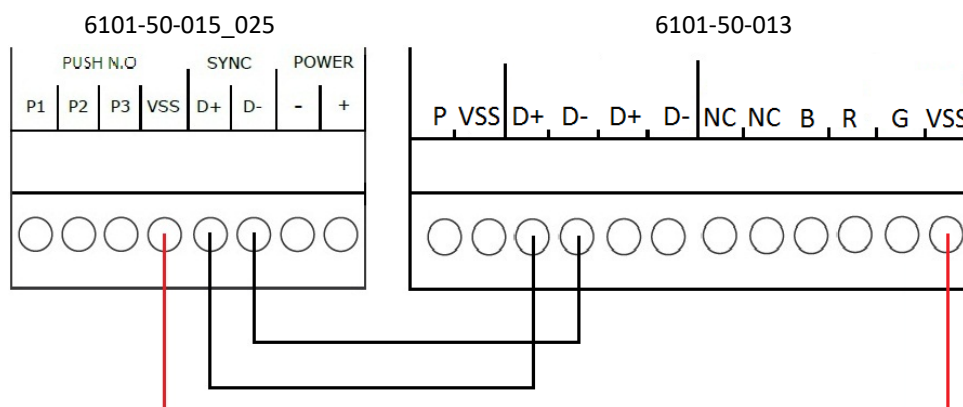 6101-50-015_025
6101-50-013
PUSH N.O SYNC POWER
P1 P2 P3 VSS D+ D- - +
P VSS D+ D- D+ D- NC NC B R G VSS